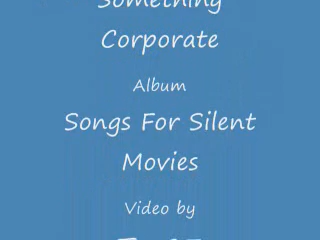 Something
Corporate
Album
Songs For Silent
Movies
Video by